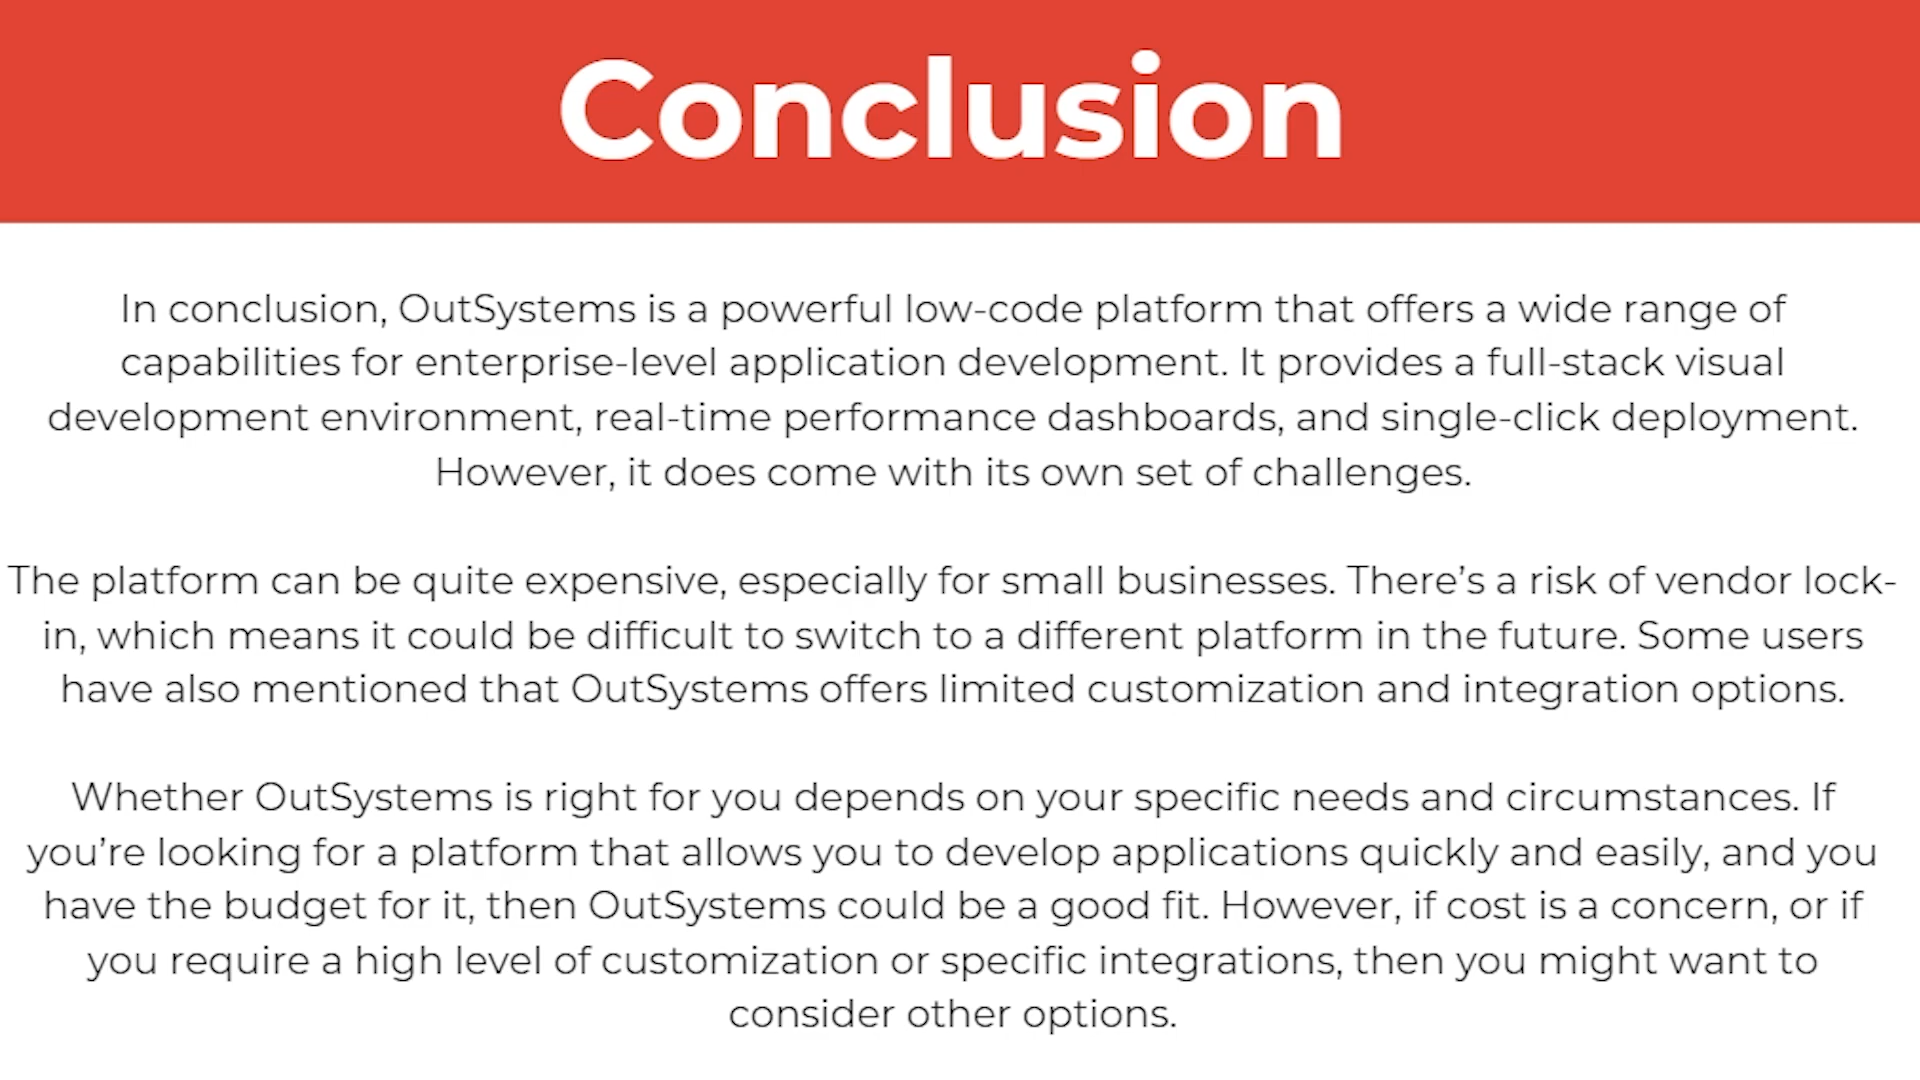 Conclusion
In conclusion, OutSystems is a powerful low-code platform that offers a wide range of
capabilities for enterprise-level application development. It provides a full-stack visual
development environment, real-time performance dashboards, and single-click deployment.
However, it does come with its own set of challenges.
The platform can be quite expensive, especially for small businesses. There’s a risk of vendor lock-
in, which means it could be difficult to switch to a different platform in the future. Some users
have also mentioned that OutSystems offers limited customization and integration options.
Whether OutSystems is right for you depends on your specific needs and circumstances. If
you’re looking for a platform that allows you to develop applications quickly and easily, and you
have the budget for it, then OutSystems could be a good fit. However, if cost is a concern, or if
you require a high level of customization or specific integrations, then you might want to
consider other options.